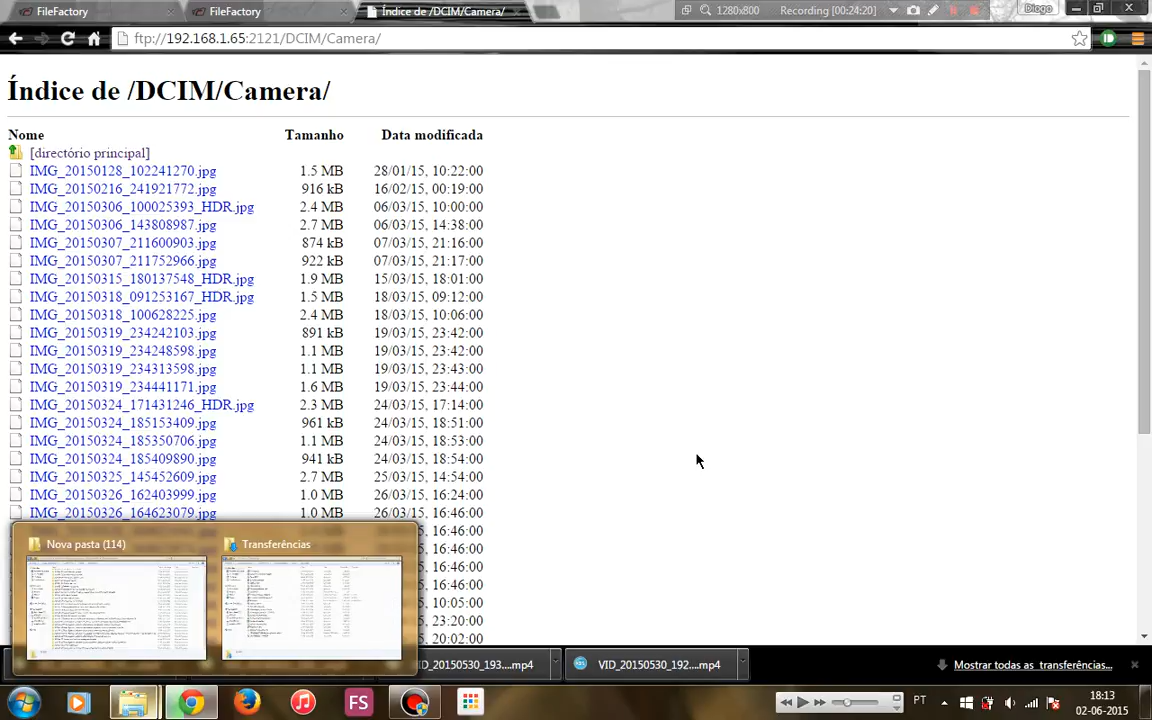 FileFactory
FileFactory
Índice de /DCIM/Camera/
1280x800
Recording [00:24:20]
Diogo
ftp://192.168.1.65:2121/DCIM/Camera/
Índice de /DCIM/Camera/
Nome Tamanho Data modificada
[directório principal]
IMG_20150128_102241270.jpg 1.5 MB 28/01/15, 10:22:00
IMG_20150216_241921772.jpg 916 kB 16/02/15, 00:19:00
IMG_20150306_100025393_HDR.jpg 2.4 MB 06/03/15, 10:00:00
IMG_20150306_143808987.jpg 2.7 MB 06/03/15, 14:38:00
IMG_20150307_211600903.jpg 874 kB 07/03/15, 21:16:00
IMG_20150307_211752966.jpg 922 kB 07/03/15, 21:17:00
IMG_20150315_180137548_HDR.jpg 1.9 MB 15/03/15, 18:01:00
IMG_20150318_091253167_HDR.jpg 1.5 MB 18/03/15, 09:12:00
IMG_20150318_100628225.jpg 2.4 MB 18/03/15, 10:06:00
IMG_20150319_234242103.jpg 891 kB 19/03/15, 23:42:00
IMG_20150319_234248598.jpg 1.1 MB 19/03/15, 23:42:00
IMG_20150319_234313598.jpg 1.1 MB 19/03/15, 23:43:00
IMG_20150319_234441171.jpg 1.6 MB 19/03/15, 23:44:00
IMG_20150324_171431246_HDR.jpg 2.3 MB 24/03/15, 17:14:00
IMG_20150324_185153409.jpg 961 kB 24/03/15, 18:51:00
IMG_20150324_185350706.jpg 1.1 MB 24/03/15, 18:53:00
IMG_20150324_185409890.jpg 941 kB 24/03/15, 18:54:00
IMG_20150325_145452609.jpg 2.7 MB 25/03/15, 14:54:00
IMG_20150326_162403999.jpg 1.0 MB 26/03/15, 16:24:00
IMG_20150326_164623079.jpg 1.0 MB 26/03/15, 16:46:00
16:46:00
Nova pasta (114) Transferências
16:46:00
16:46:00
16:46:00
10:05:00
23:20:00
20:02:00
ID_20150530_193....mp4
VID_20150530_192....mp4
Mostrar todas as transferências...
FS
PT
18:13
02-06-2015